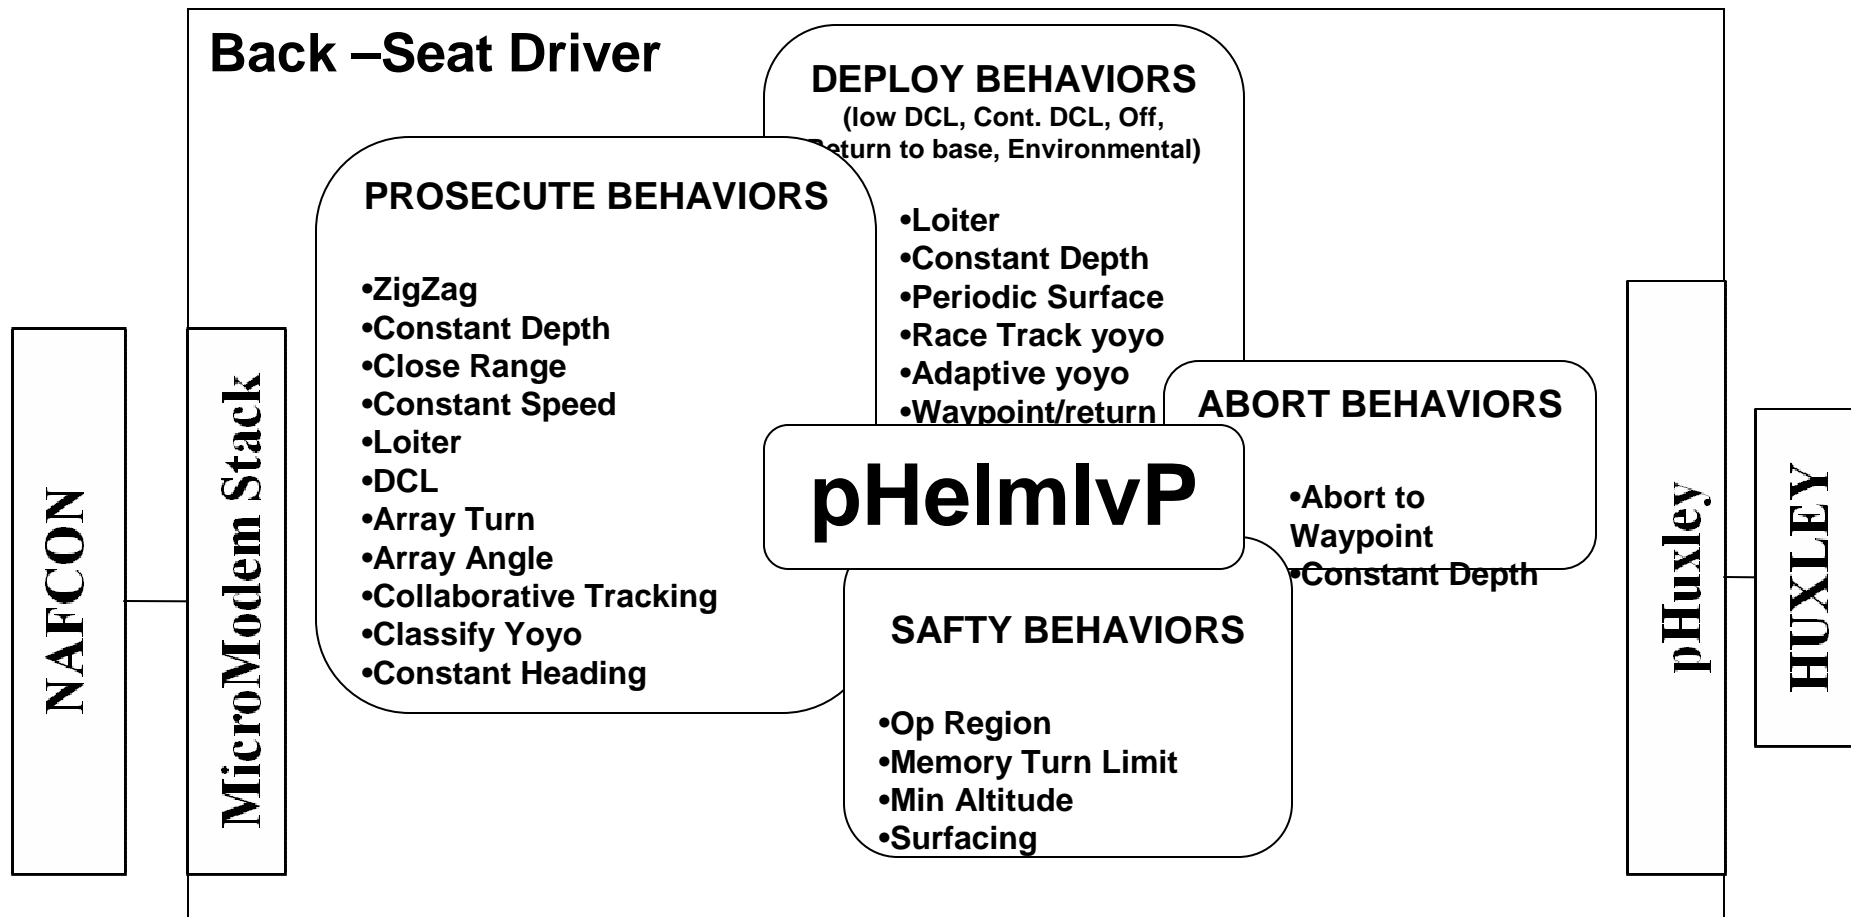 Back –Seat Driver
DEPLOY BEHAVIORS
(low DCL, Cont. DCL, Off,
Return to base, Environmental)
•Loiter
•Constant Depth
•Periodic Surface
•Race Track yoyo
•Adaptive yoyo
•Waypoint/return
PROSECUTE BEHAVIORS
•ZigZag
•Constant Depth
•Close Range
•Constant Speed
•Loiter
•DCL
•Array Turn
•Array Angle
•Collaborative Tracking
•Classify Yoyo
•Constant Heading
ABORT BEHAVIORS
•Abort to
Waypoint
•Constant Depth
pHelmIvP
SAFTY BEHAVIORS
•Op Region
•Memory Turn Limit
•Min Altitude
•Surfacing
NAFCON
MicroModem Stack
pHuxley
HUXLEY